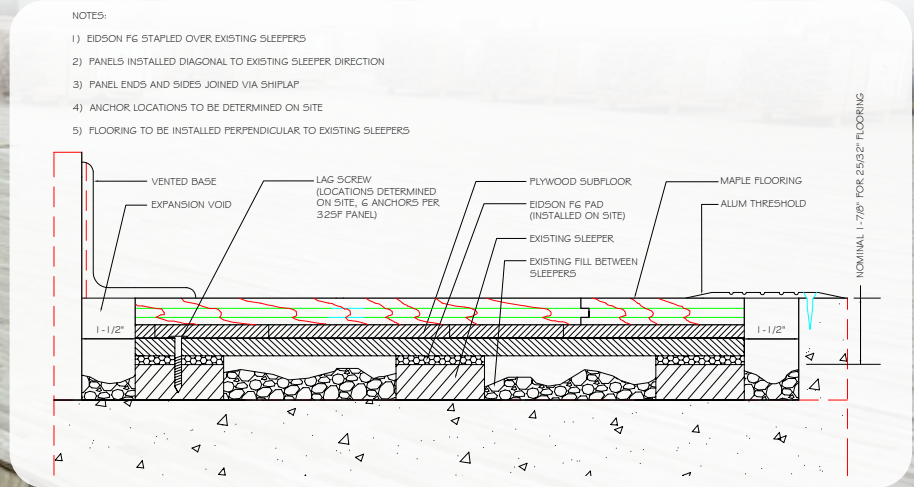 NOTES:
1) EIDSON F6 STAPLED OVER EXISTING SLEEPERS
2) PANELS INSTALLED DIAGONAL TO EXISTING SLEEPER DIRECTION
3) PANEL ENDS AND SIDES JOINED VIA SHIPLAP
4) ANCHOR LOCATIONS TO BE DETERMINED ON SITE
5) FLOORING TO BE INSTALLED PERPENDICULAR TO EXISTING SLEEPERS
VENTED BASE
EXPANSION VOID
LAG SCREW
(LOCATIONS DETERMINED
ON SITE, 6 ANCHORS PER
32SF PANEL)
PLYWOOD SUBFLOOR
EIDSON F6 PAD
(INSTALLED ON SITE)
EXISTING SLEEPER
EXISTING FILL BETWEEN
SLEEPERS
MAPLE FLOORING
ALUM THRESHOLD
NOMINAL 1-7/8" FOR 25/32" FLOORING
1-1/2"
1-1/2"